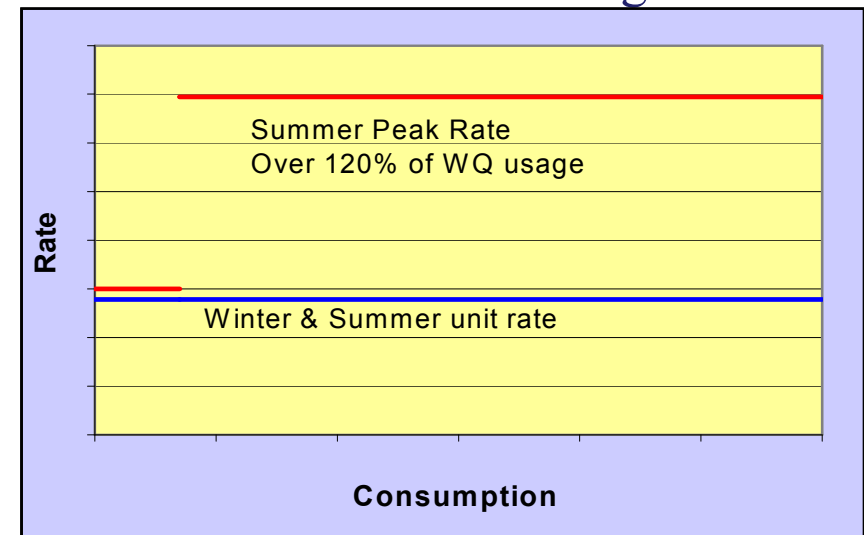 Summer Peak Rate
Over 120% of WQ usage
Rate
Winter & Summer unit rate
Consumption